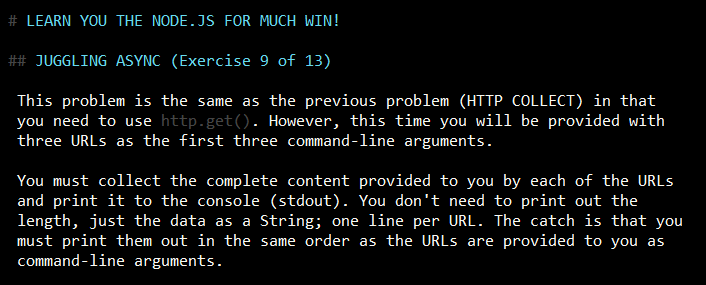 # LEARN YOU THE NODE.JS FOR MUCH WIN!
## JUGGLING ASYNC (Exercise 9 of 13)
This problem is the same as the previous problem (HTTP COLLECT) in that
you need to use http.get(). However, this time you will be provided with
three URLs as the first three command-line arguments.
You must collect the complete content provided to you by each of the URLs
and print it to the console (stdout). You don't need to print out the
length, just the data as a String; one line per URL. The catch is that you
must print them out in the same order as the URLs are provided to you as
command-line arguments.